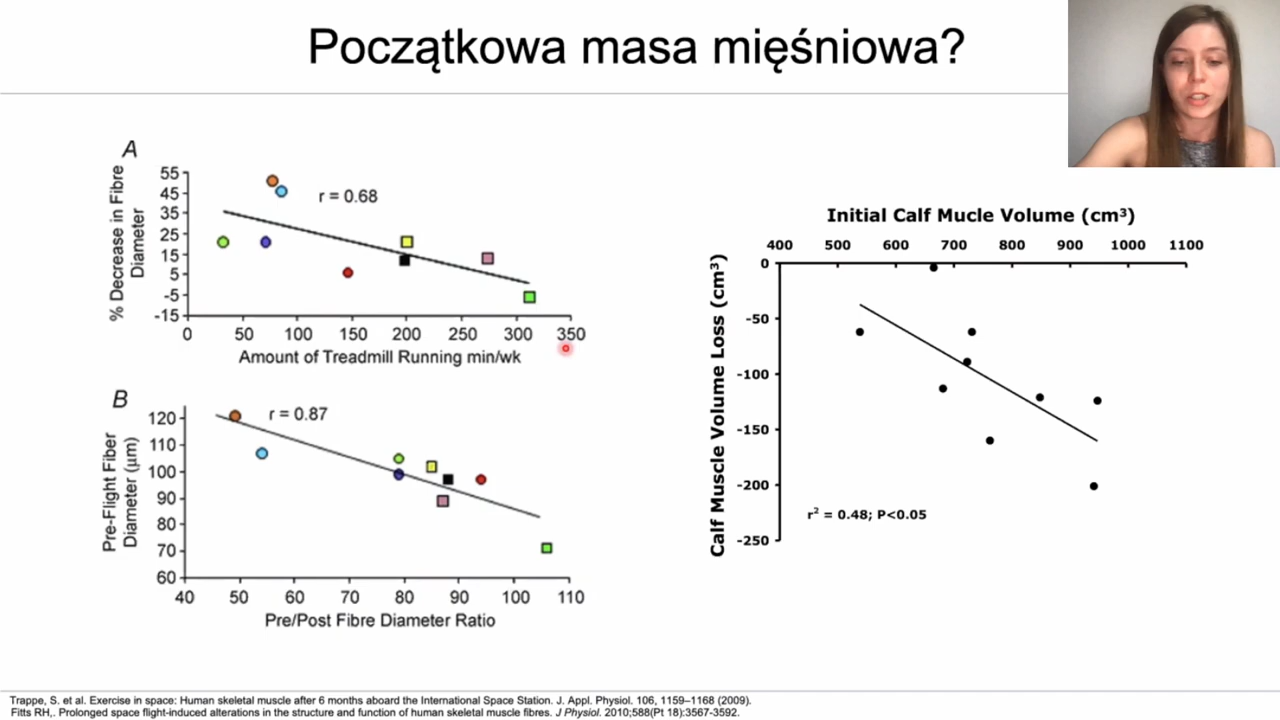 Początkowa masa mięśniowa?
A
% Decrease in Fibre
Diameter
55
45
35
25
15
5
-5
-15
r = 0.68
0 50 100 150 200 250 300 350
Amount of Treadmill Running min/wk
B
Pre-Flight Fiber
Diameter (μm)
120
110
100
90
80
70
60
r = 0.87
40 50 60 70 80 90 100 110
Pre/Post Fibre Diameter Ratio
Initial Calf Mucle Volume (cm³)
400 500 600 700 800 900 1000 1100
Calf Muscle Volume Loss (cm³)
0
-50
-100
-150
-200
-250
r² = 0.48; P<0.05
Trappe, S. et al. Exercise in space: Human skeletal muscle after 6 months aboard the International Space Station. J. Appl. Physiol. 106, 1159–1168 (2009).
Fitts RH,. Prolonged space flight-induced alterations in the structure and function of human skeletal muscle fibres. J Physiol. 2010;588(Pt 18):3567-3592.